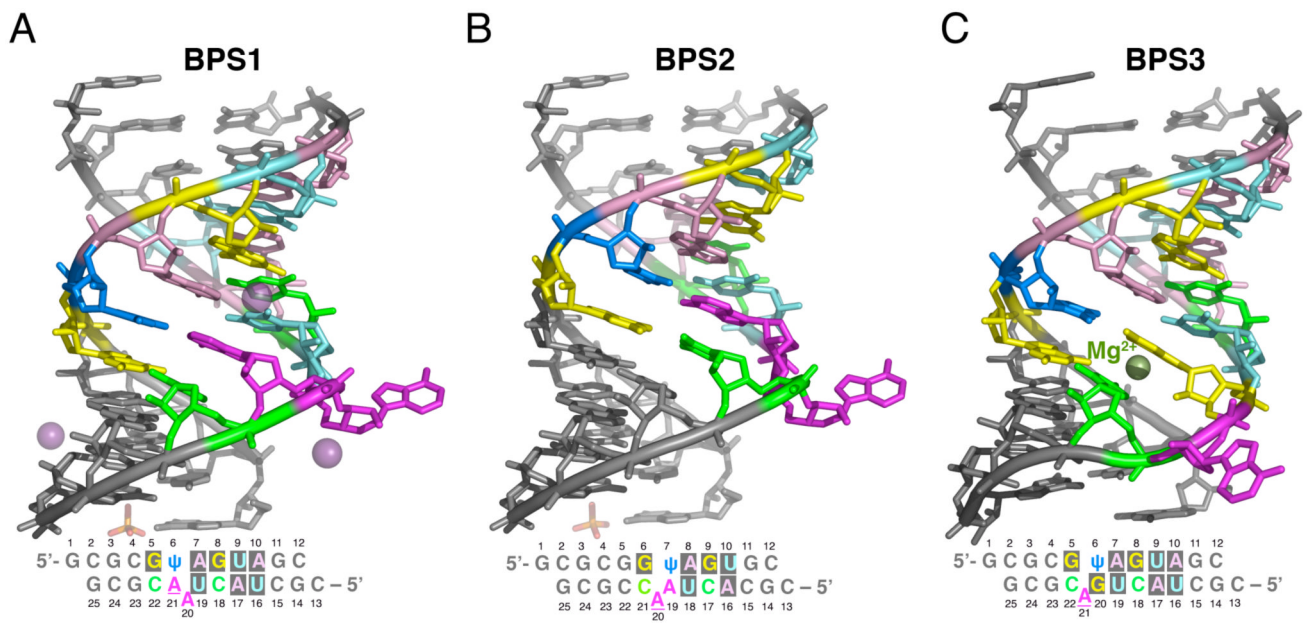 A
BPS1
1 2 3 4 5 6 7 8 9 10 11 12
5'- G C G C G ψ A G U A G C
G C G C A A U C A U C G C – 5'
25 24 23 22 21 20 19 18 17 16 15 14 13
B
BPS2
1 2 3 4 5 6 7 8 9 10 11 12
5'- G C G C G G ψ A G U G C
G C G C C A A U C A C G C – 5'
25 24 23 22 21 20 19 18 17 16 15 14 13
C
BPS3
Mg²⁺
1 2 3 4 5 6 7 8 9 10 11 12
5'- G C G C G ψ A G U A G C
G C G C A G U C A U C G C – 5'
25 24 23 22 21 20 19 18 17 16 15 14 13